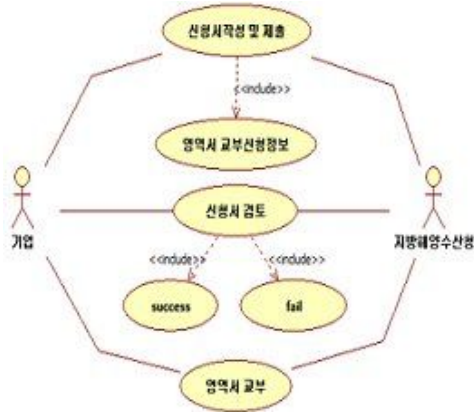 신청서작성 및 제출
<<include>>
영역서 교부신청정보
신청서 검토
기업
지방해양수산청
<<include>>
<<include>>
success
fail
영역서 교부